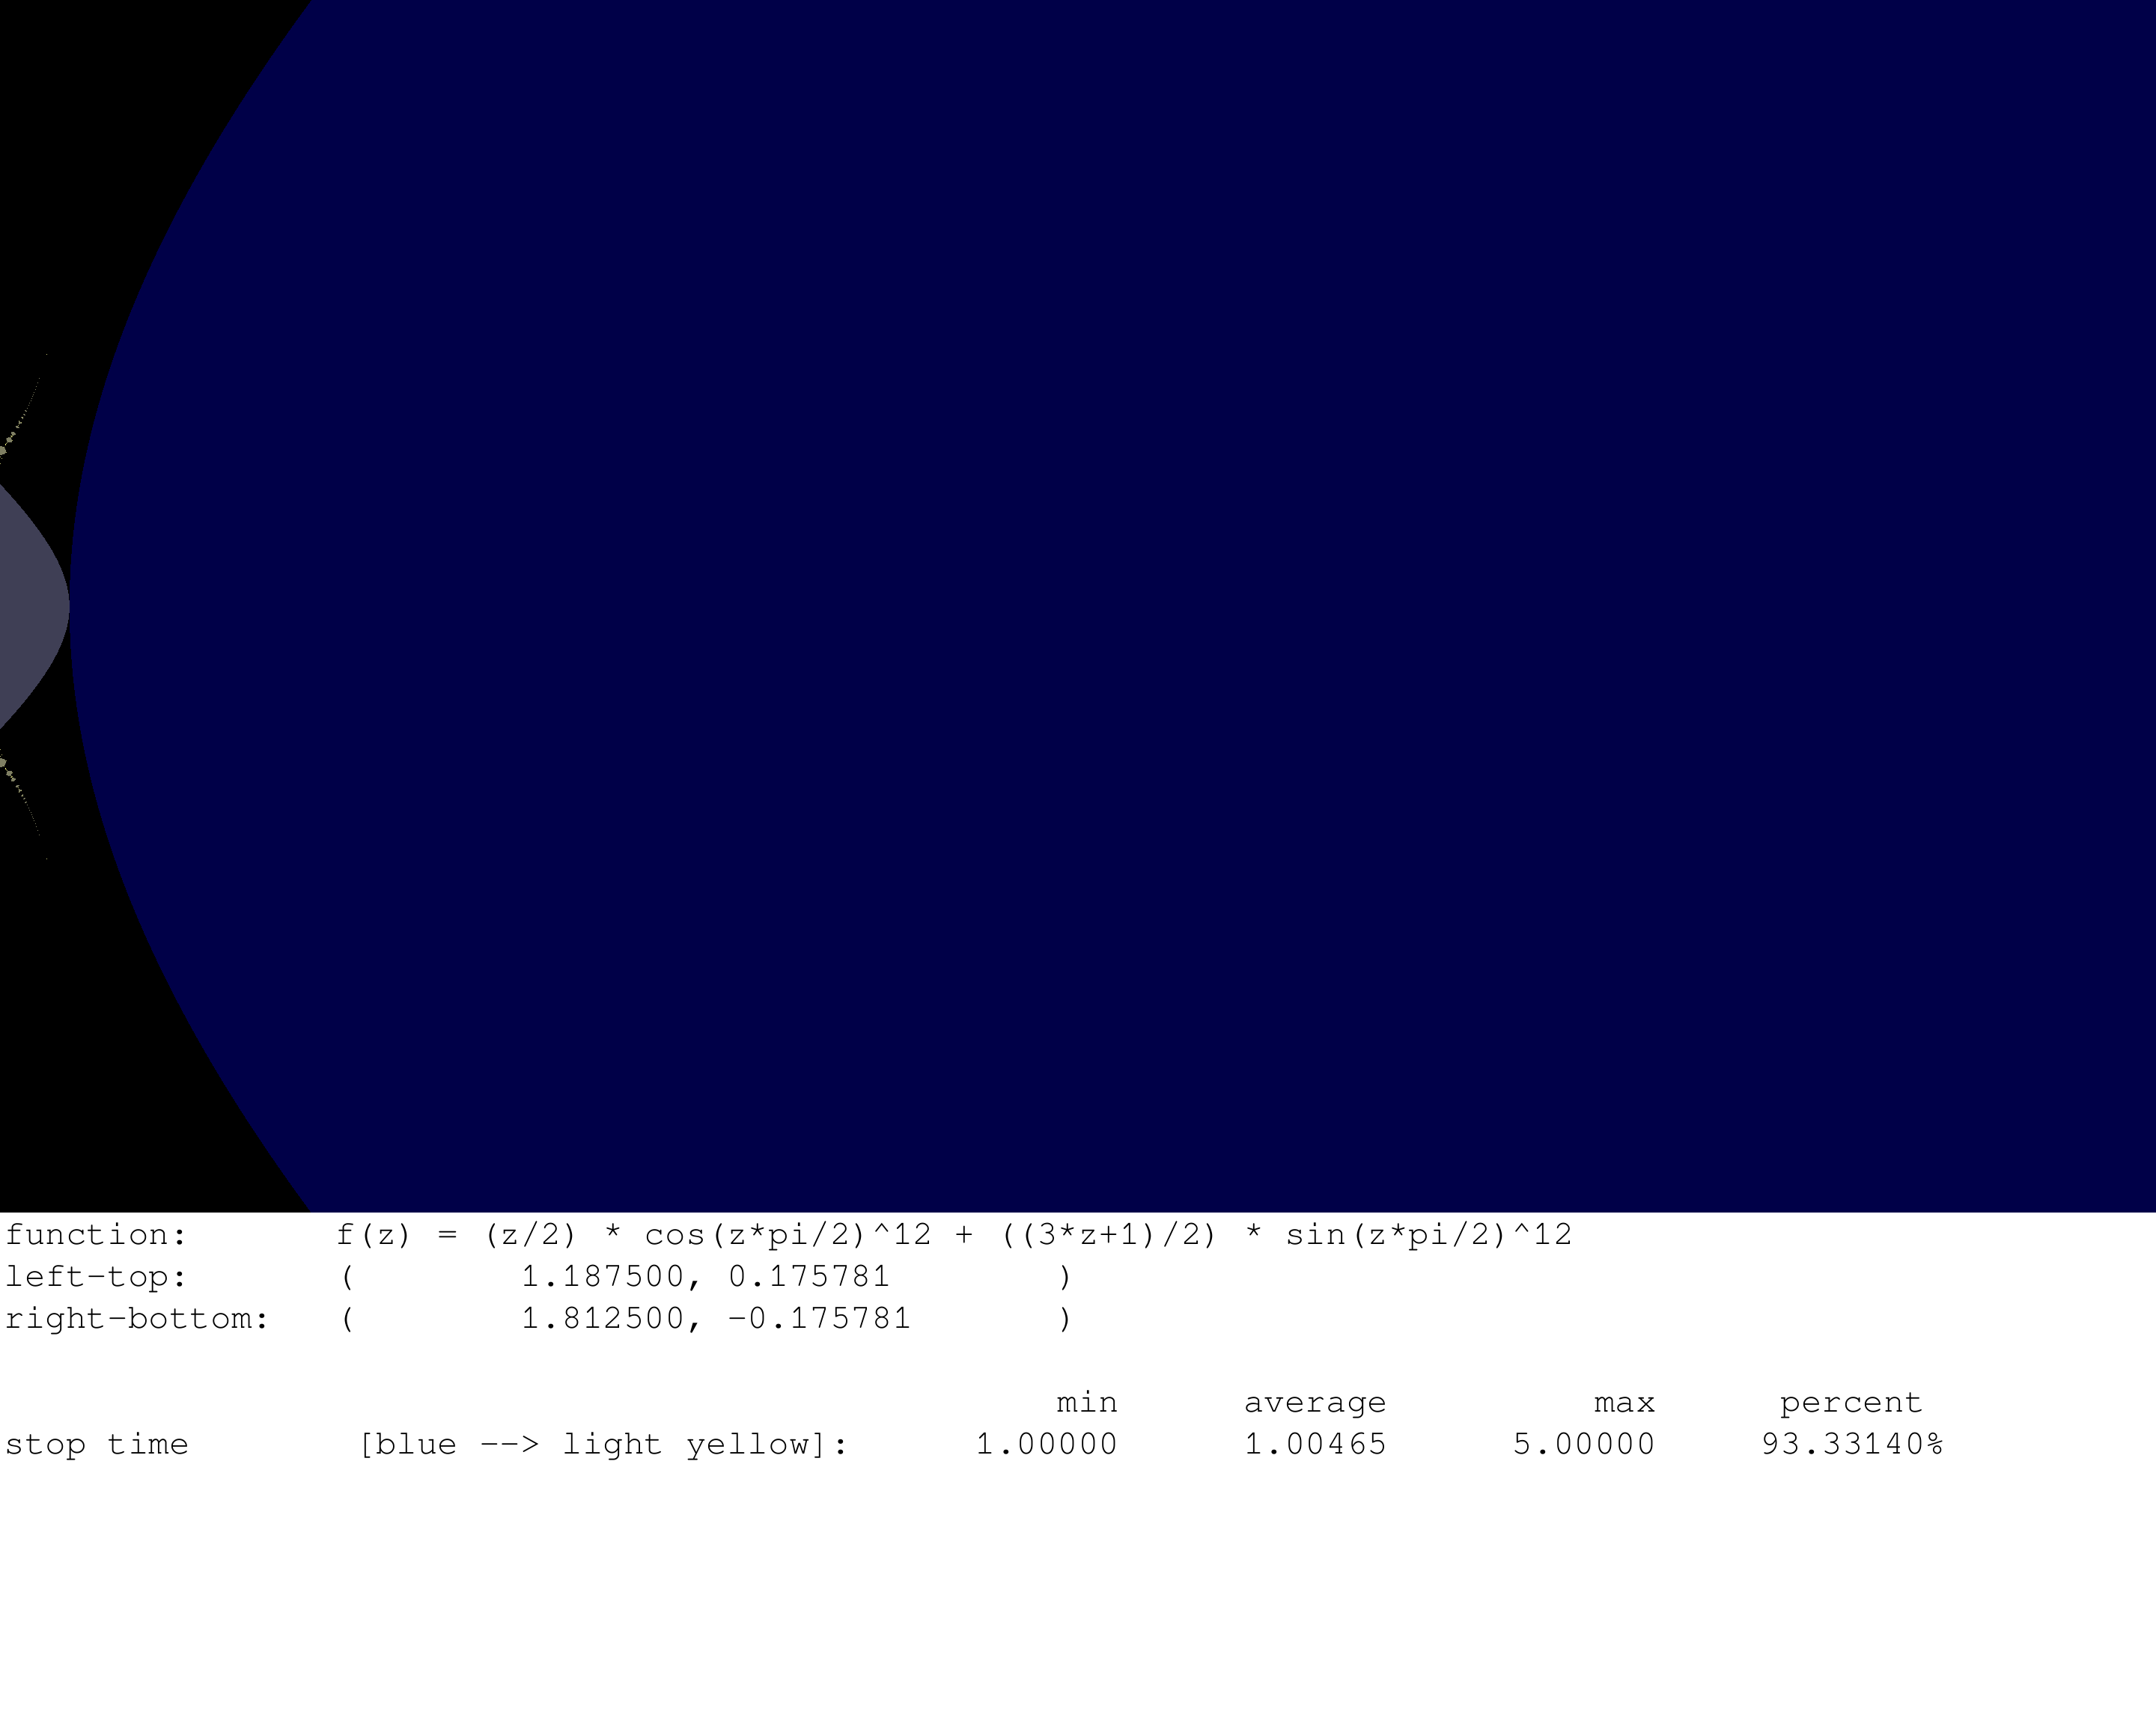 function: f(z) = (z/2) * cos(z*pi/2)^12 + ((3*z+1)/2) * sin(z*pi/2)^12
left-top: ( 1.187500, 0.175781 )
right-bottom: ( 1.812500, -0.175781 )
min average max percent
stop time [blue --> light yellow]: 1.00000 1.00465 5.00000 93.33140%